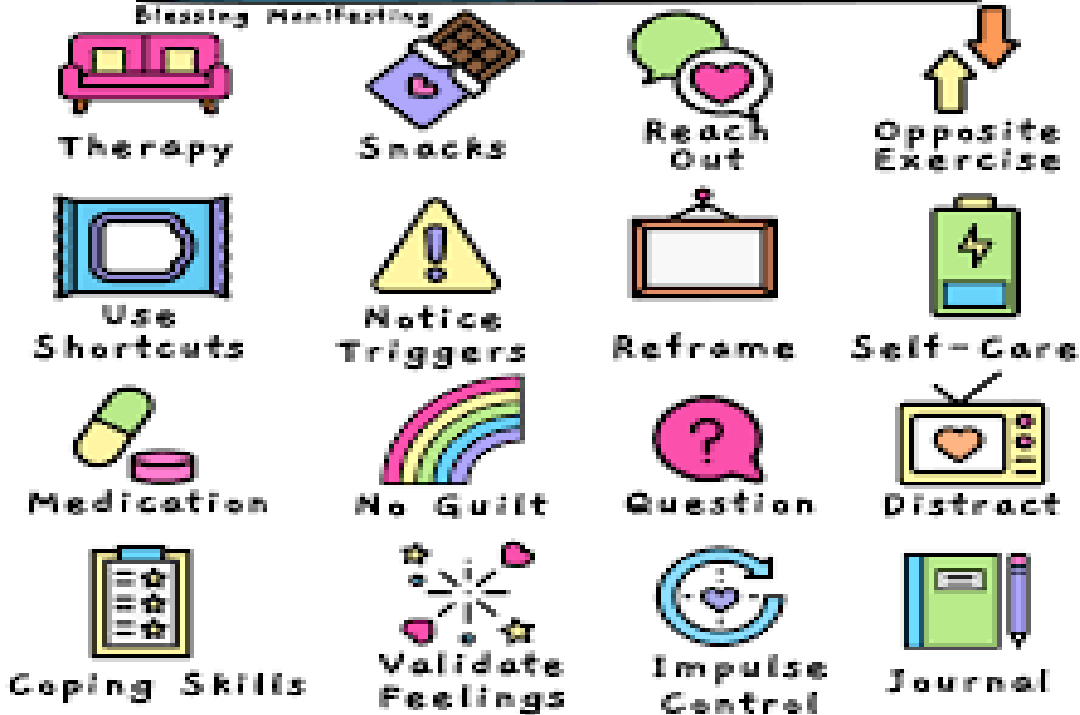 Blessing Manifesting
Therapy
Snacks
Reach
Out
Opposite
Exercise
Use
Shortcuts
Notice
Triggers
Reframe
Self-Care
Medication
No Guilt
?
Question
Distract
Coping Skills
Validate
Feelings
Impulse
Control
Journal